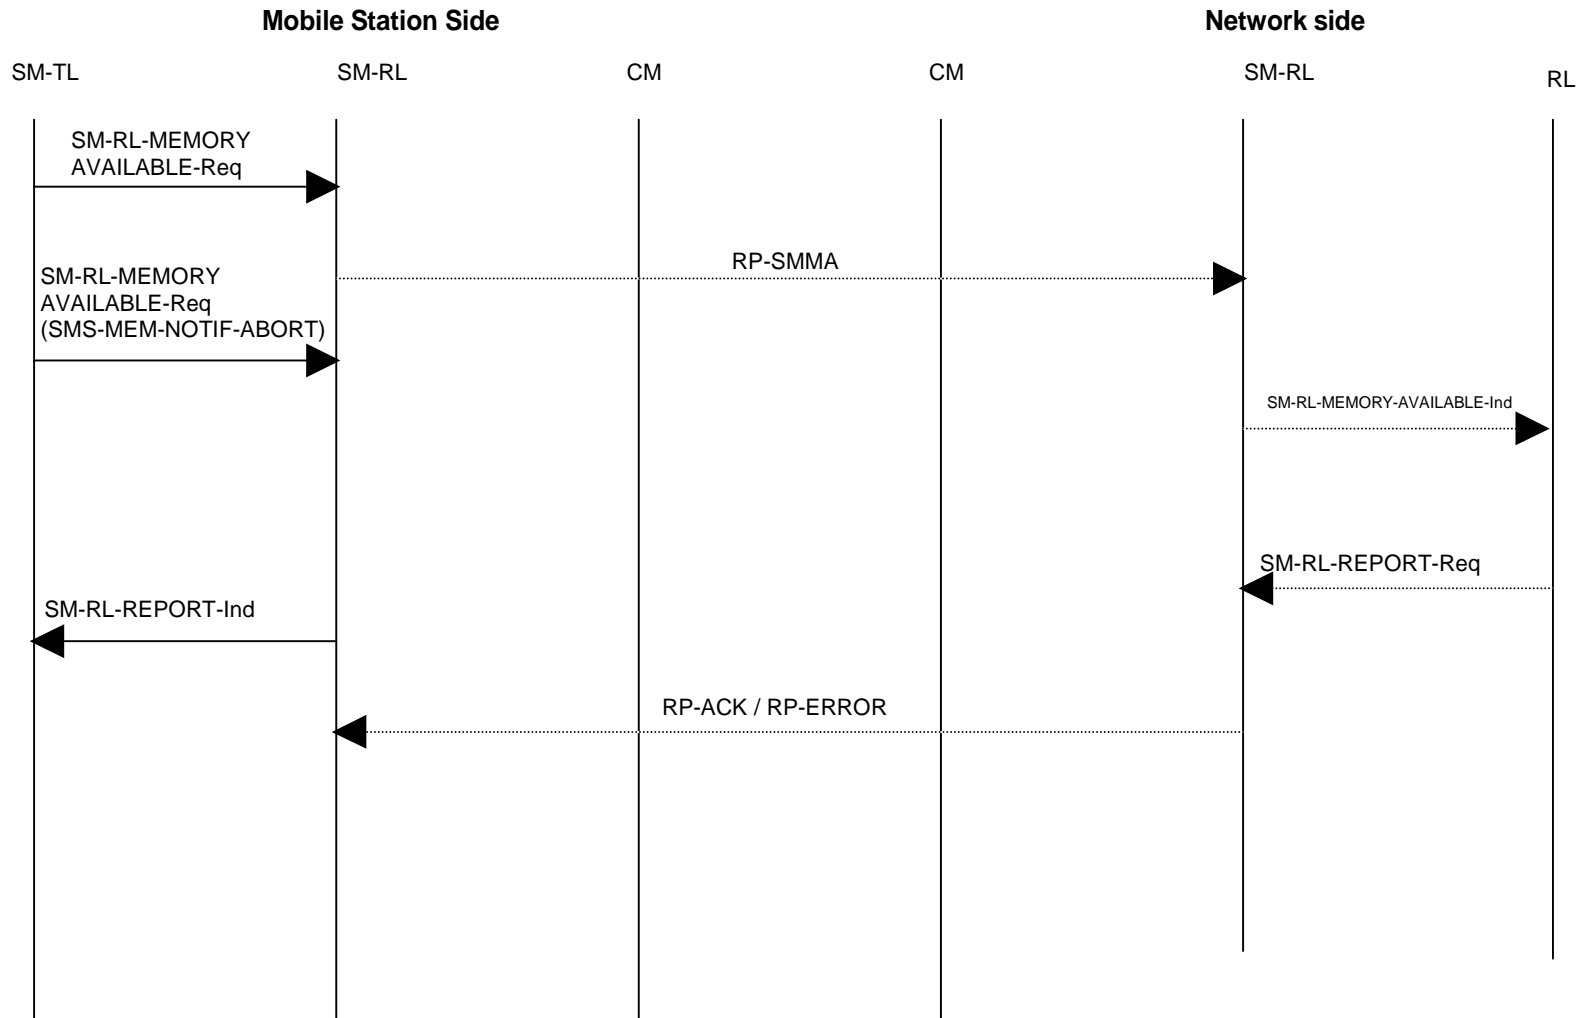 Mobile Station Side
Network side
SM-TL
SM-RL
CM
CM
SM-RL
RL
SM-RL-MEMORY
AVAILABLE-Req
RP-SMMA
SM-RL-MEMORY
AVAILABLE-Req
(SMS-MEM-NOTIF-ABORT)
SM-RL-MEMORY-AVAILABLE-Ind
SM-RL-REPORT-Req
SM-RL-REPORT-Ind
RP-ACK / RP-ERROR